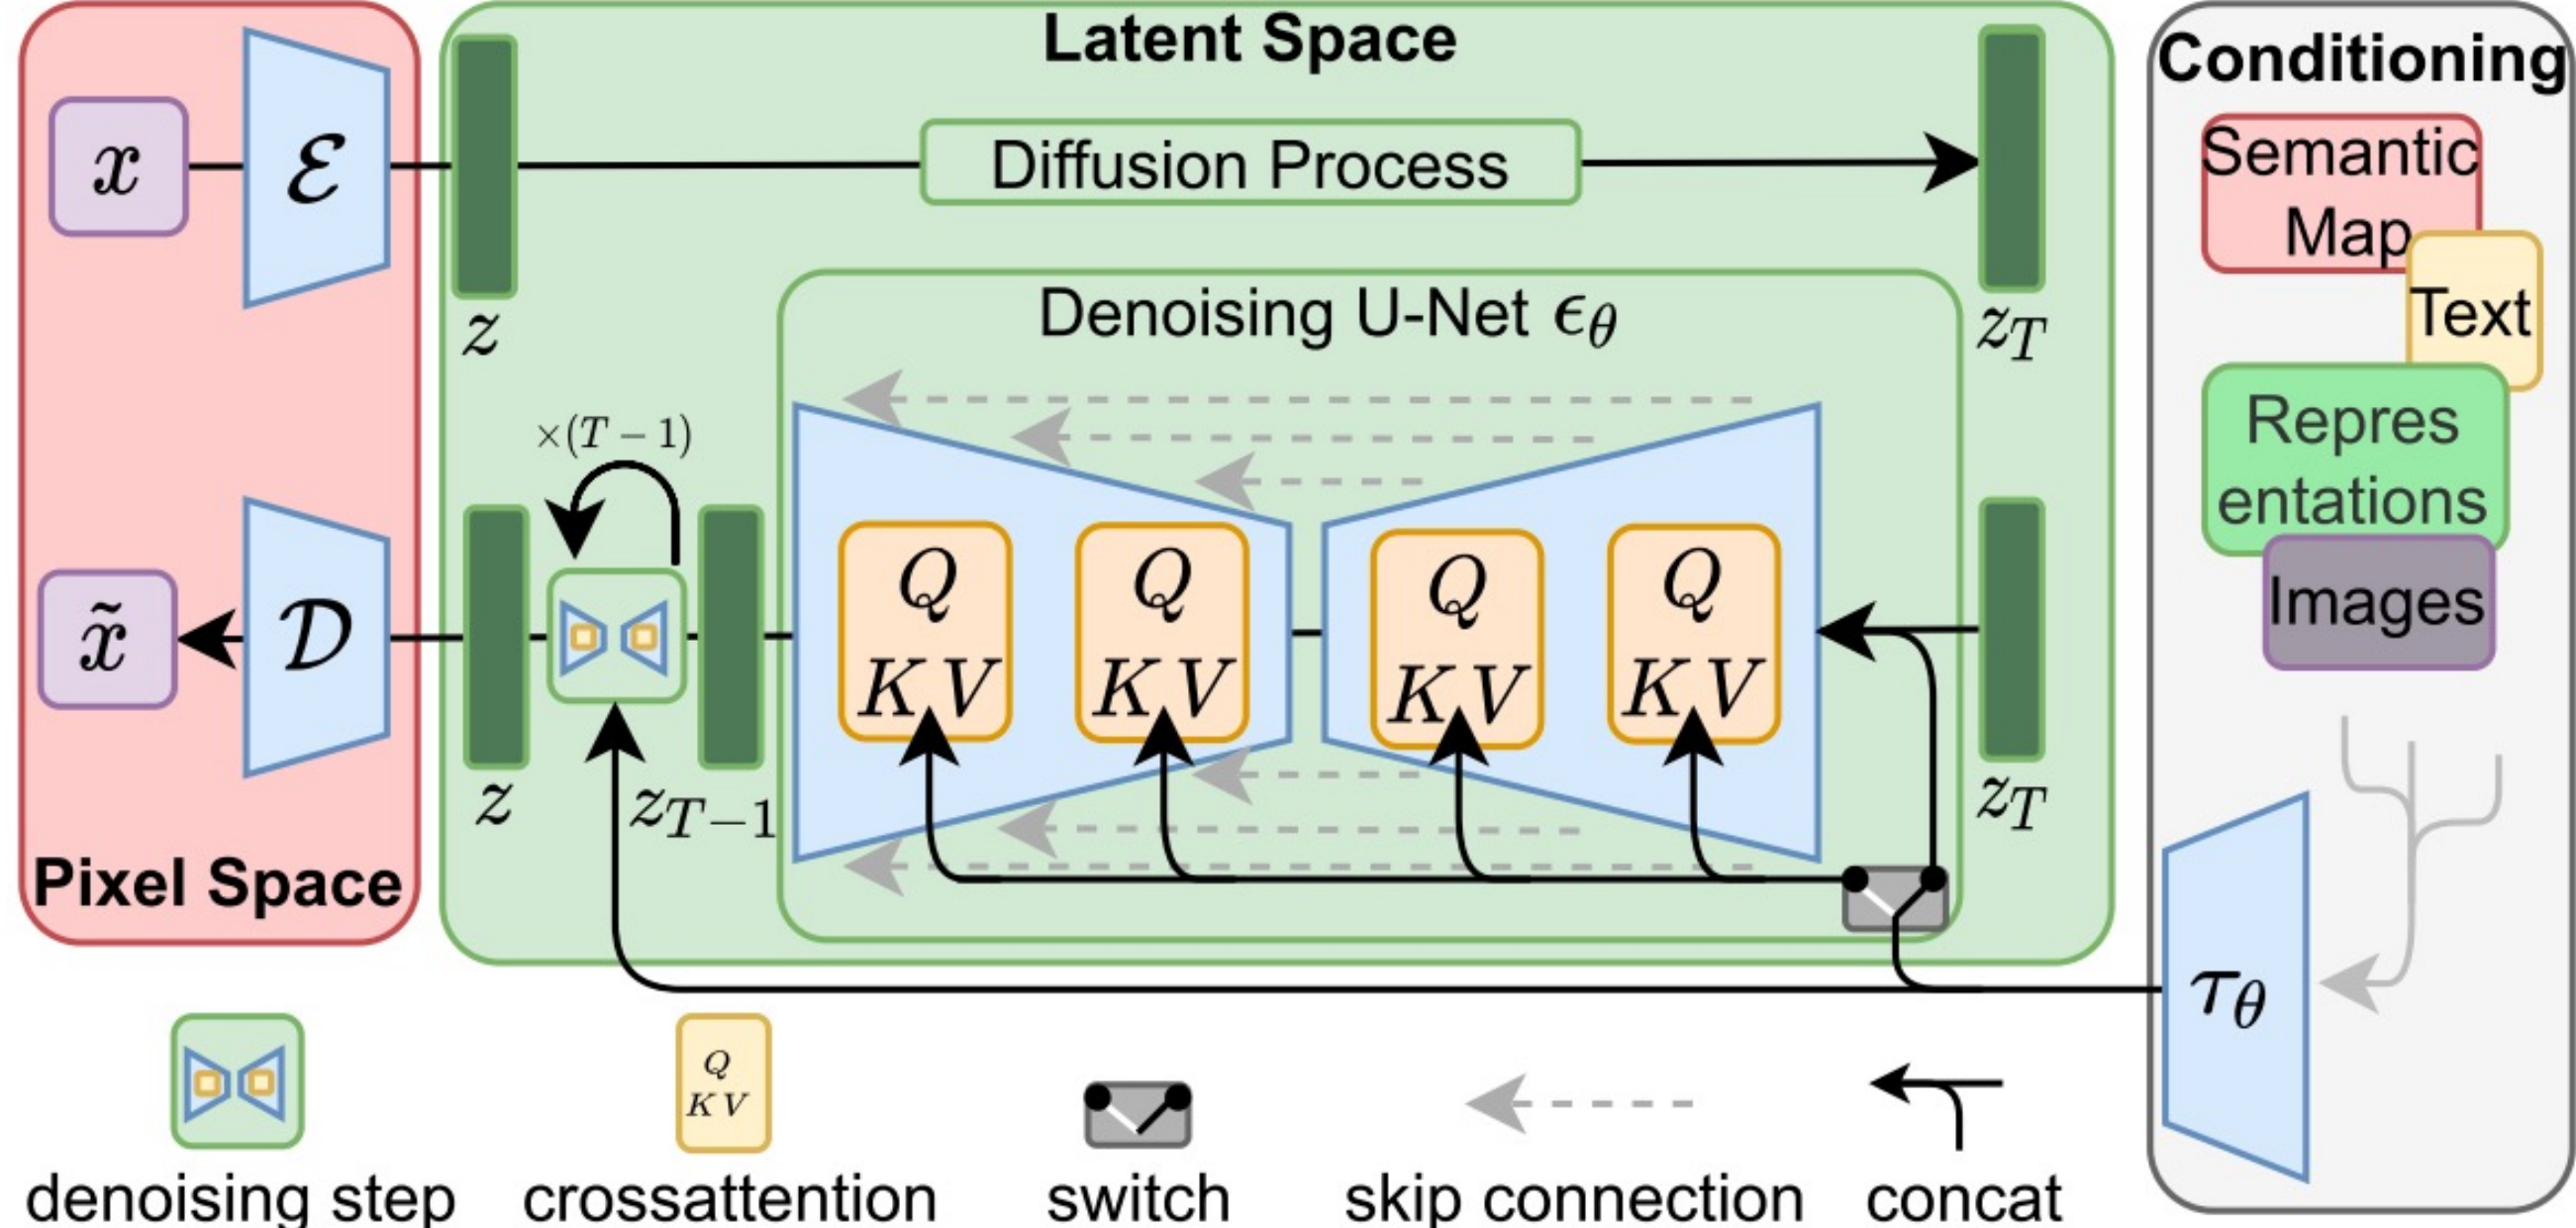 Latent Space
Conditioning
x
ℰ
Diffusion Process
Semantic
Map
z
Denoising U-Net ϵ_θ
z_T
Text
×(T − 1)
Repres
entations
Q
K V
Q
K V
Q
K V
Q
K V
Images
x̃
𝒟
z
z_{T−1}
z_T
Pixel Space
τ_θ
Q
K V
denoising step
crossattention
switch
skip connection
concat